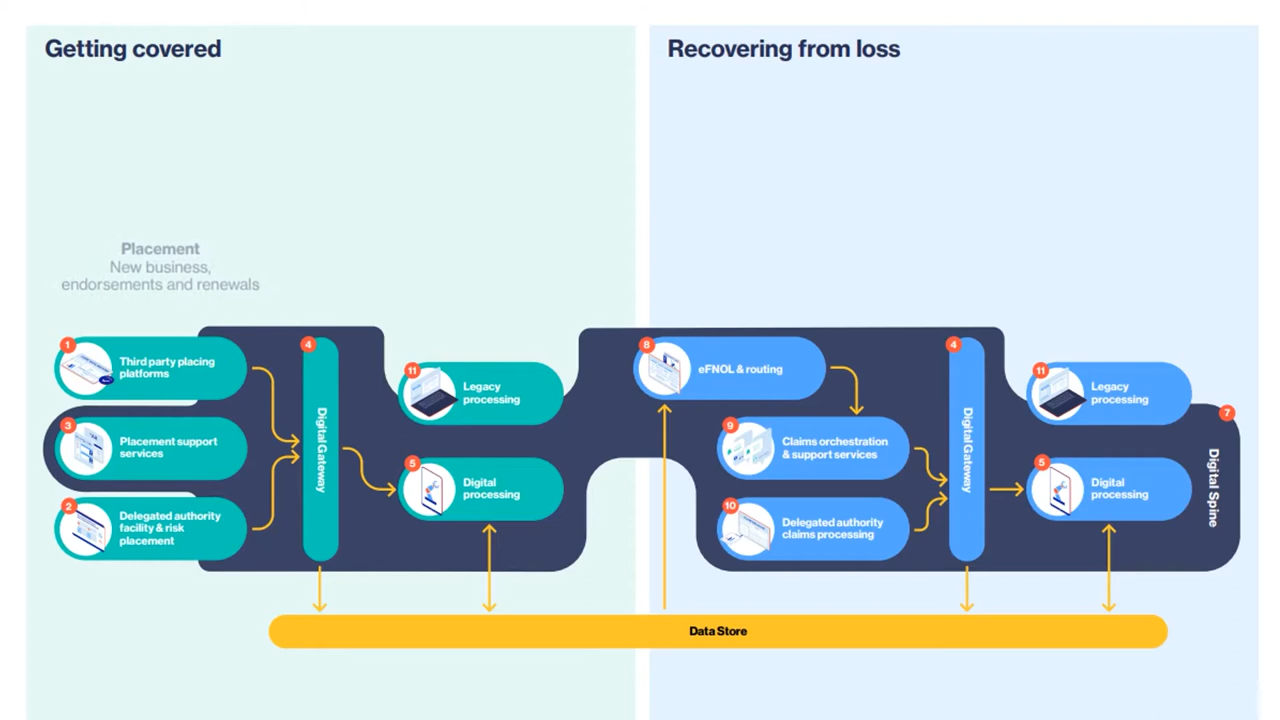 Getting covered
Recovering from loss
Placement
New business,
endorsements and renewals
1
Third party placing
platforms
3
Placement support
services
2
Delegated authority
facility & risk
placement
4
Digital Gateway
11
Legacy
processing
5
Digital
processing
8
eFNOL & routing
9
Claims orchestration
& support services
10
Delegated authority
claims processing
4
Digital Gateway
11
Legacy
processing
5
Digital
processing
7
Digital Spine
Data Store